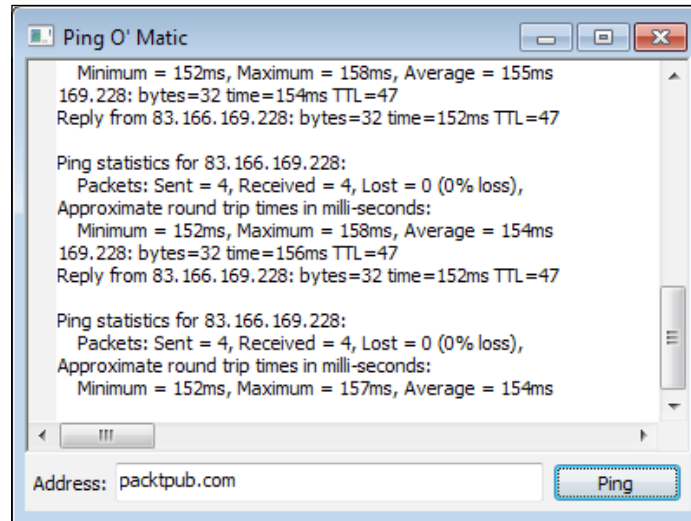 Ping O' Matic
Minimum = 152ms, Maximum = 158ms, Average = 155ms
169.228: bytes=32 time=154ms TTL=47
Reply from 83.166.169.228: bytes=32 time=152ms TTL=47
Ping statistics for 83.166.169.228:
Packets: Sent = 4, Received = 4, Lost = 0 (0% loss),
Approximate round trip times in milli-seconds:
Minimum = 152ms, Maximum = 158ms, Average = 154ms
169.228: bytes=32 time=156ms TTL=47
Reply from 83.166.169.228: bytes=32 time=152ms TTL=47
Ping statistics for 83.166.169.228:
Packets: Sent = 4, Received = 4, Lost = 0 (0% loss),
Approximate round trip times in milli-seconds:
Minimum = 152ms, Maximum = 157ms, Average = 154ms
Address: packtpub.com Ping